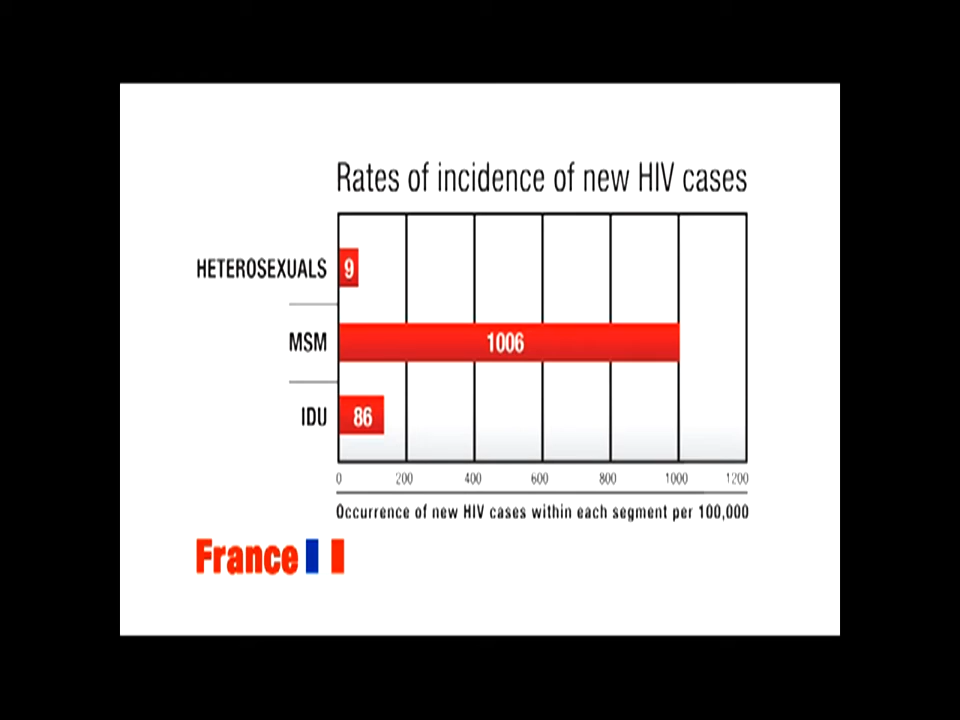 Rates of incidence of new HIV cases
HETEROSEXUALS 9
MSM 1006
IDU 86
0 200 400 600 800 1000 1200
Occurrence of new HIV cases within each segment per 100,000
France